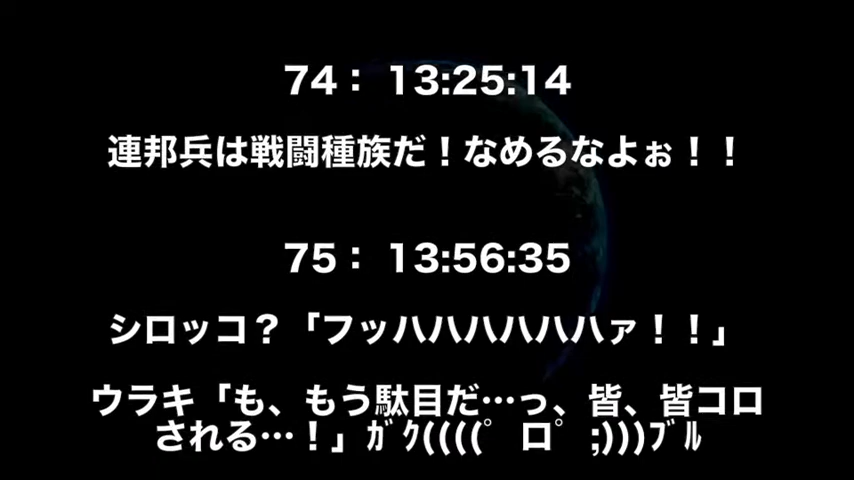 74： 13:25:14
連邦兵は戦闘種族だ！なめるなよぉ！！
75： 13:56:35
シロッコ？「フッハハハハハハァ！！」
ウラキ「も、もう駄目だ…っ、皆、皆コロ
される…！」ｶﾞｸ((((ﾟロﾟ;)))ﾌﾞﾙ